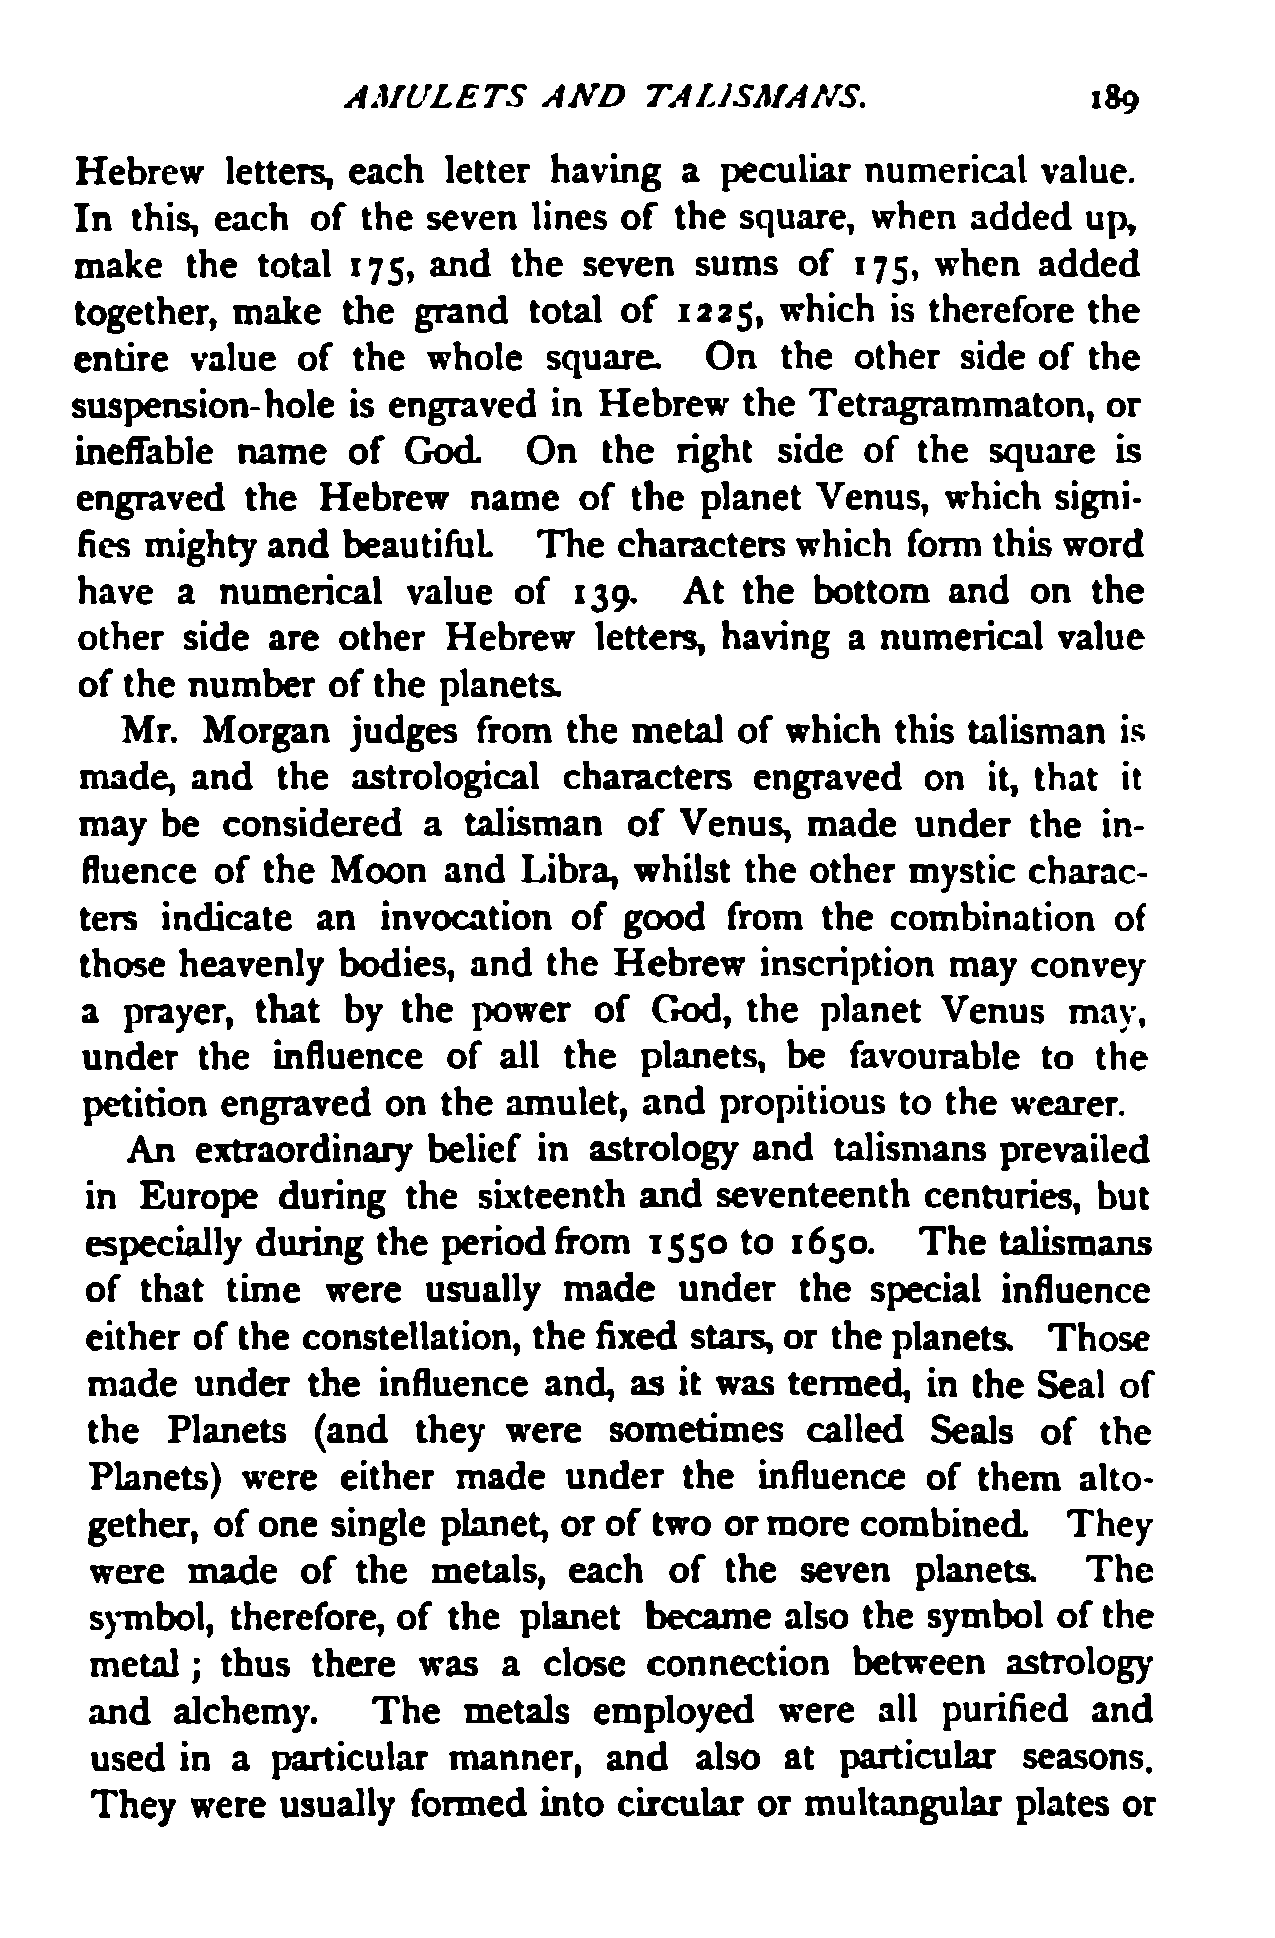 AMULETS AND TALISMANS. 189
Hebrew letters, each letter having a peculiar numerical value.
In this, each of the seven lines of the square, when added up,
make the total 175, and the seven sums of 175, when added
together, make the grand total of 1225, which is therefore the
entire value of the whole square. On the other side of the
suspension-hole is engraved in Hebrew the Tetragrammaton, or
ineffable name of God. On the right side of the square is
engraved the Hebrew name of the planet Venus, which signi-
fies mighty and beautiful. The characters which form this word
have a numerical value of 139. At the bottom and on the
other side are other Hebrew letters, having a numerical value
of the number of the planets.
Mr. Morgan judges from the metal of which this talisman is
made, and the astrological characters engraved on it, that it
may be considered a talisman of Venus, made under the in-
fluence of the Moon and Libra, whilst the other mystic charac-
ters indicate an invocation of good from the combination of
those heavenly bodies, and the Hebrew inscription may convey
a prayer, that by the power of God, the planet Venus may,
under the influence of all the planets, be favourable to the
petition engraved on the amulet, and propitious to the wearer.
An extraordinary belief in astrology and talismans prevailed
in Europe during the sixteenth and seventeenth centuries, but
especially during the period from 1550 to 1650. The talismans
of that time were usually made under the special influence
either of the constellation, the fixed stars, or the planets. Those
made under the influence and, as it was termed, in the Seal of
the Planets (and they were sometimes called Seals of the
Planets) were either made under the influence of them alto-
gether, of one single planet, or of two or more combined. They
were made of the metals, each of the seven planets. The
symbol, therefore, of the planet became also the symbol of the
metal ; thus there was a close connection between astrology
and alchemy. The metals employed were all purified and
used in a particular manner, and also at particular seasons.
They were usually formed into circular or multangular plates or